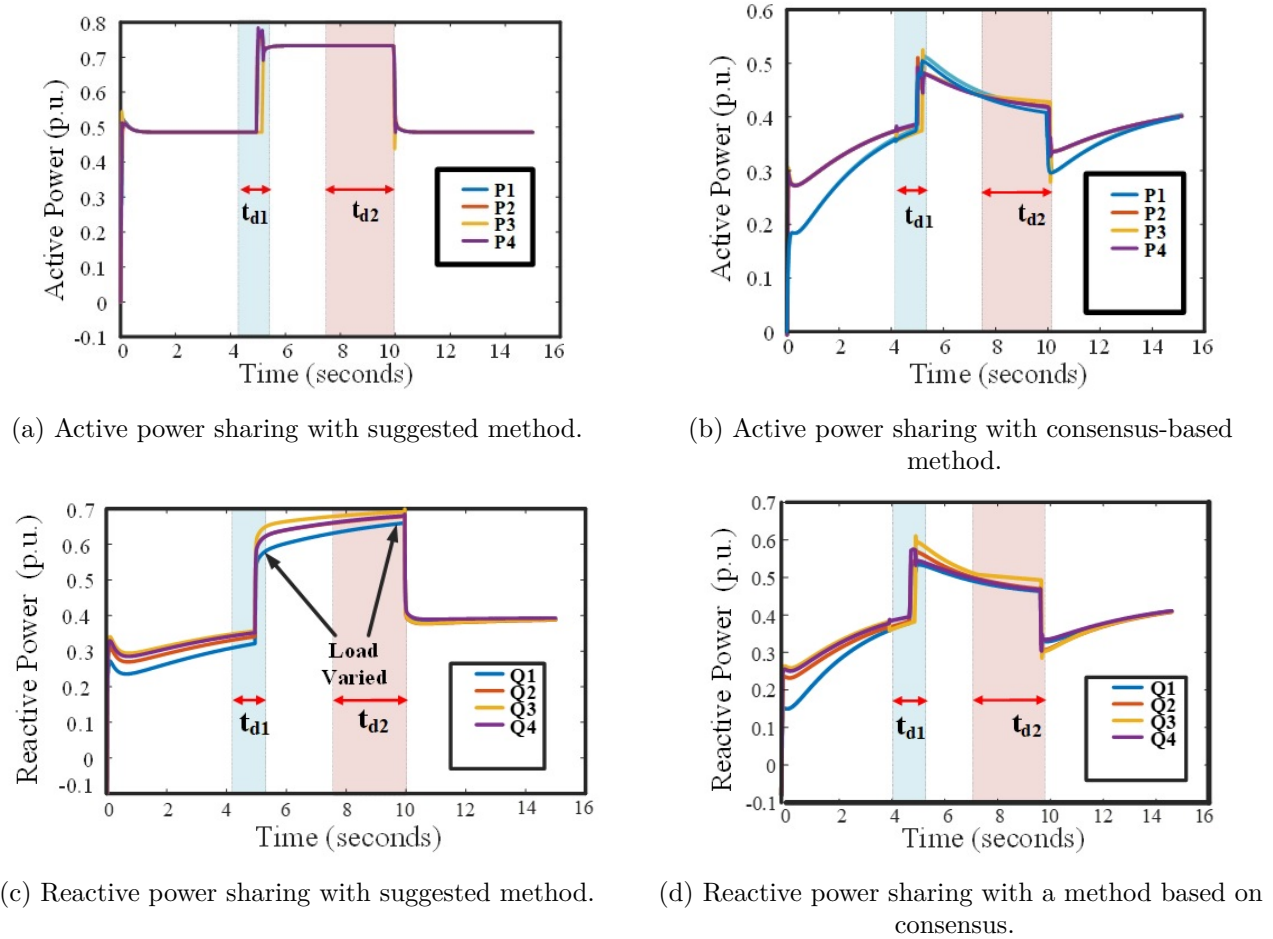 0.8
0.7
0.6
0.5
0.4
0.3
0.2
0.1
0
-0.1
Active Power (p.u.)
t_d1
t_d2
P1
P2
P3
P4
0 2 4 6 8 10 12 14 16
Time (seconds)
(a) Active power sharing with suggested method.
0.6
0.5
0.4
0.3
0.2
0.1
0
Active Power (p.u.)
t_d1
t_d2
P1
P2
P3
P4
0 2 4 6 8 10 12 14 16
Time (seconds)
(b) Active power sharing with consensus-based
method.
0.7
0.6
0.5
0.4
0.3
0.2
0.1
0
-0.1
Reactive Power (p.u.)
Load
Varied
t_d1
t_d2
Q1
Q2
Q3
Q4
0 2 4 6 8 10 12 14 16
Time (seconds)
(c) Reactive power sharing with suggested method.
0.7
0.6
0.5
0.4
0.3
0.2
0.1
0
-0.1
Reactive Power (p.u.)
t_d1
t_d2
Q1
Q2
Q3
Q4
0 2 4 6 8 10 12 14 16
Time (seconds)
(d) Reactive power sharing with a method based on
consensus.